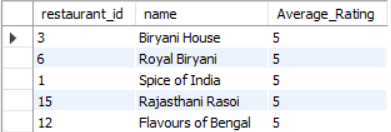 restaurant_id name Average_Rating
3 Biryani House 5
6 Royal Biryani 5
1 Spice of India 5
15 Rajasthani Rasoi 5
12 Flavours of Bengal 5